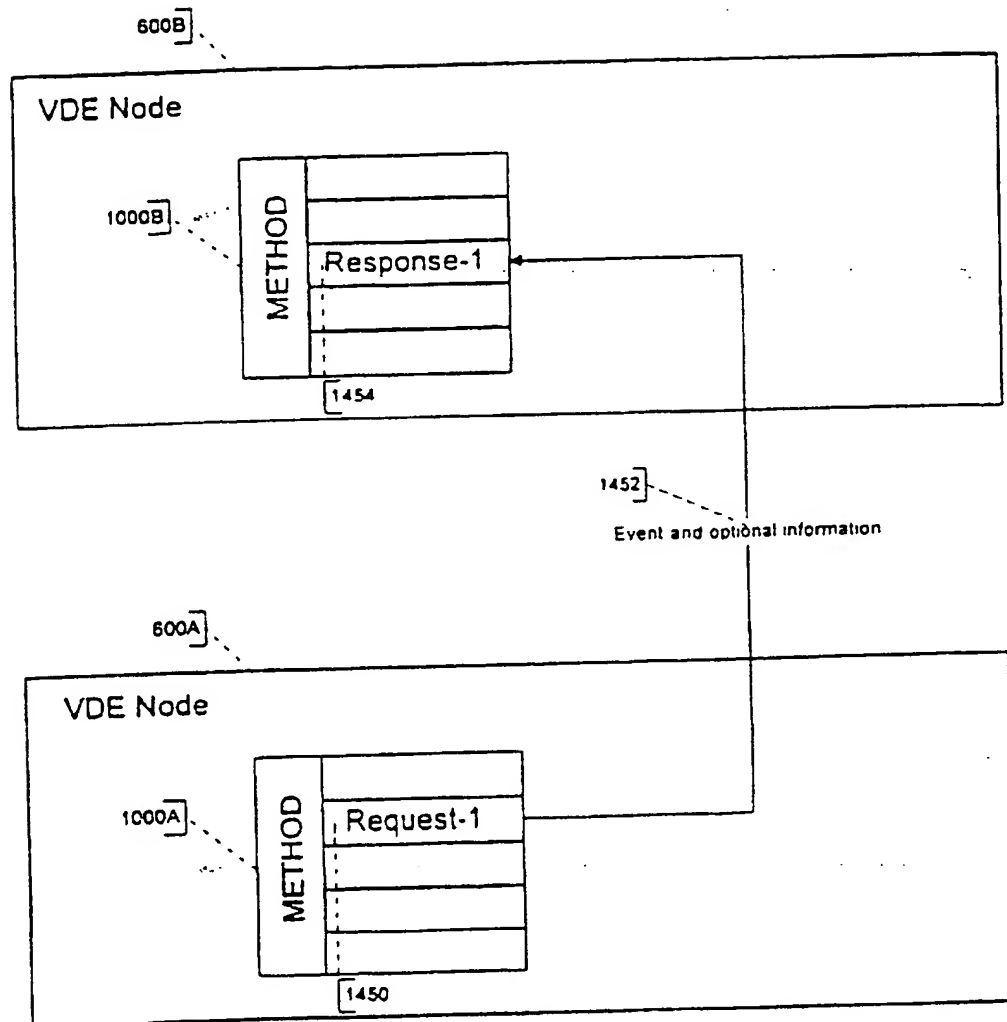 600B
VDE Node
1000B
METHOD
Response-1
1454
1452
Event and optional information
600A
VDE Node
1000A
METHOD
Request-1
1450